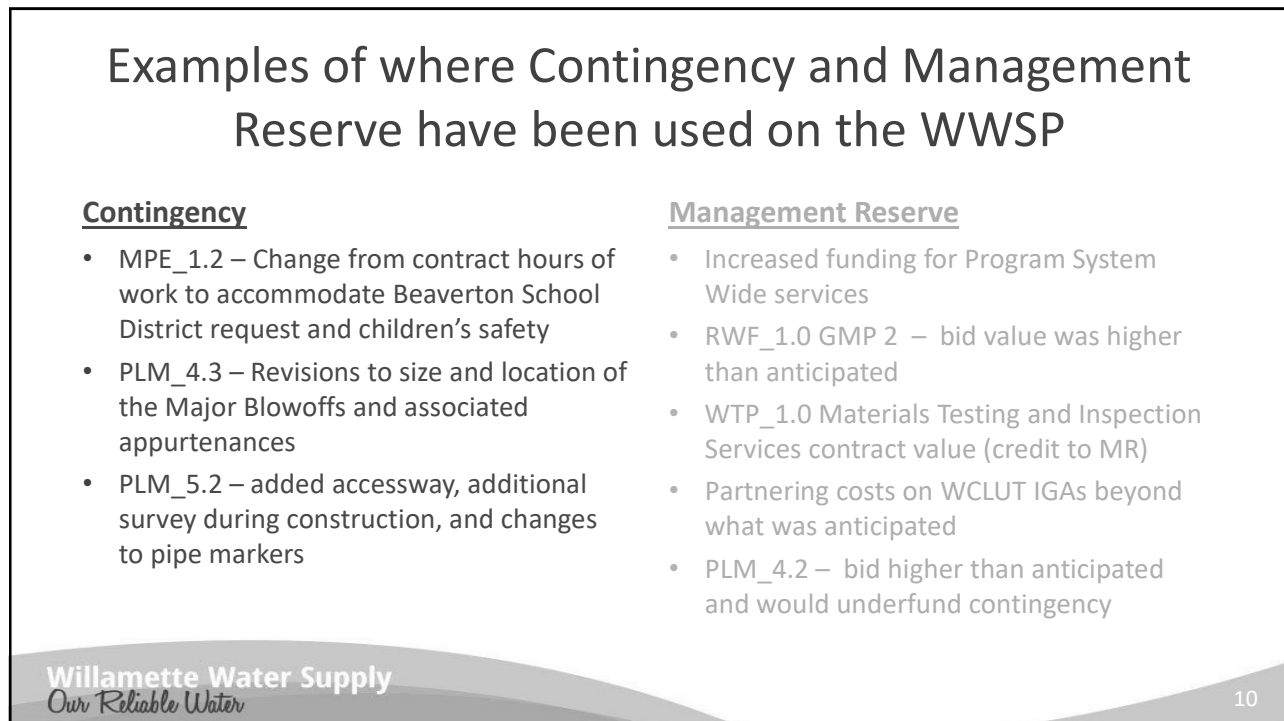 Examples of where Contingency and Management
Reserve have been used on the WWSP
Contingency
• MPE_1.2 – Change from contract hours of
work to accommodate Beaverton School
District request and children’s safety
• PLM_4.3 – Revisions to size and location of
the Major Blowoffs and associated
appurtenances
• PLM_5.2 – added accessway, additional
survey during construction, and changes
to pipe markers
Management Reserve
• Increased funding for Program System
Wide services
• RWF_1.0 GMP 2 – bid value was higher
than anticipated
• WTP_1.0 Materials Testing and Inspection
Services contract value (credit to MR)
• Partnering costs on WCLUT IGAs beyond
what was anticipated
• PLM_4.2 – bid higher than anticipated
and would underfund contingency
Willamette Water Supply
Our Reliable Water
10